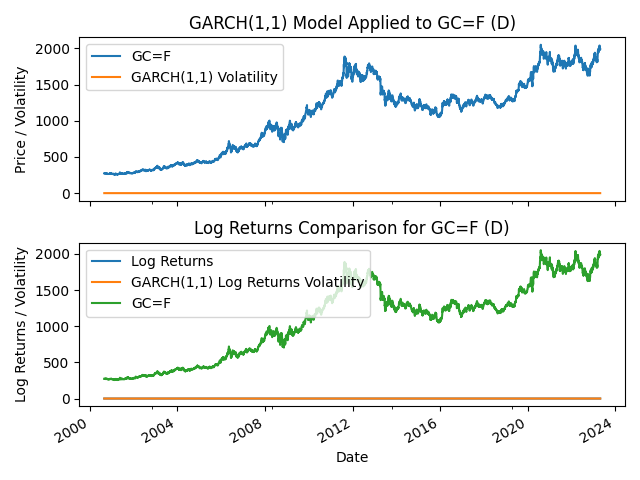 GARCH(1,1) Model Applied to GC=F (D)
Price / Volatility
2000
1500
1000
500
0
GC=F
GARCH(1,1) Volatility
Log Returns Comparison for GC=F (D)
Log Returns / Volatility
2000
1500
1000
500
0
Log Returns
GARCH(1,1) Log Returns Volatility
GC=F
2000
2004
2008
2012
2016
2020
2024
Date